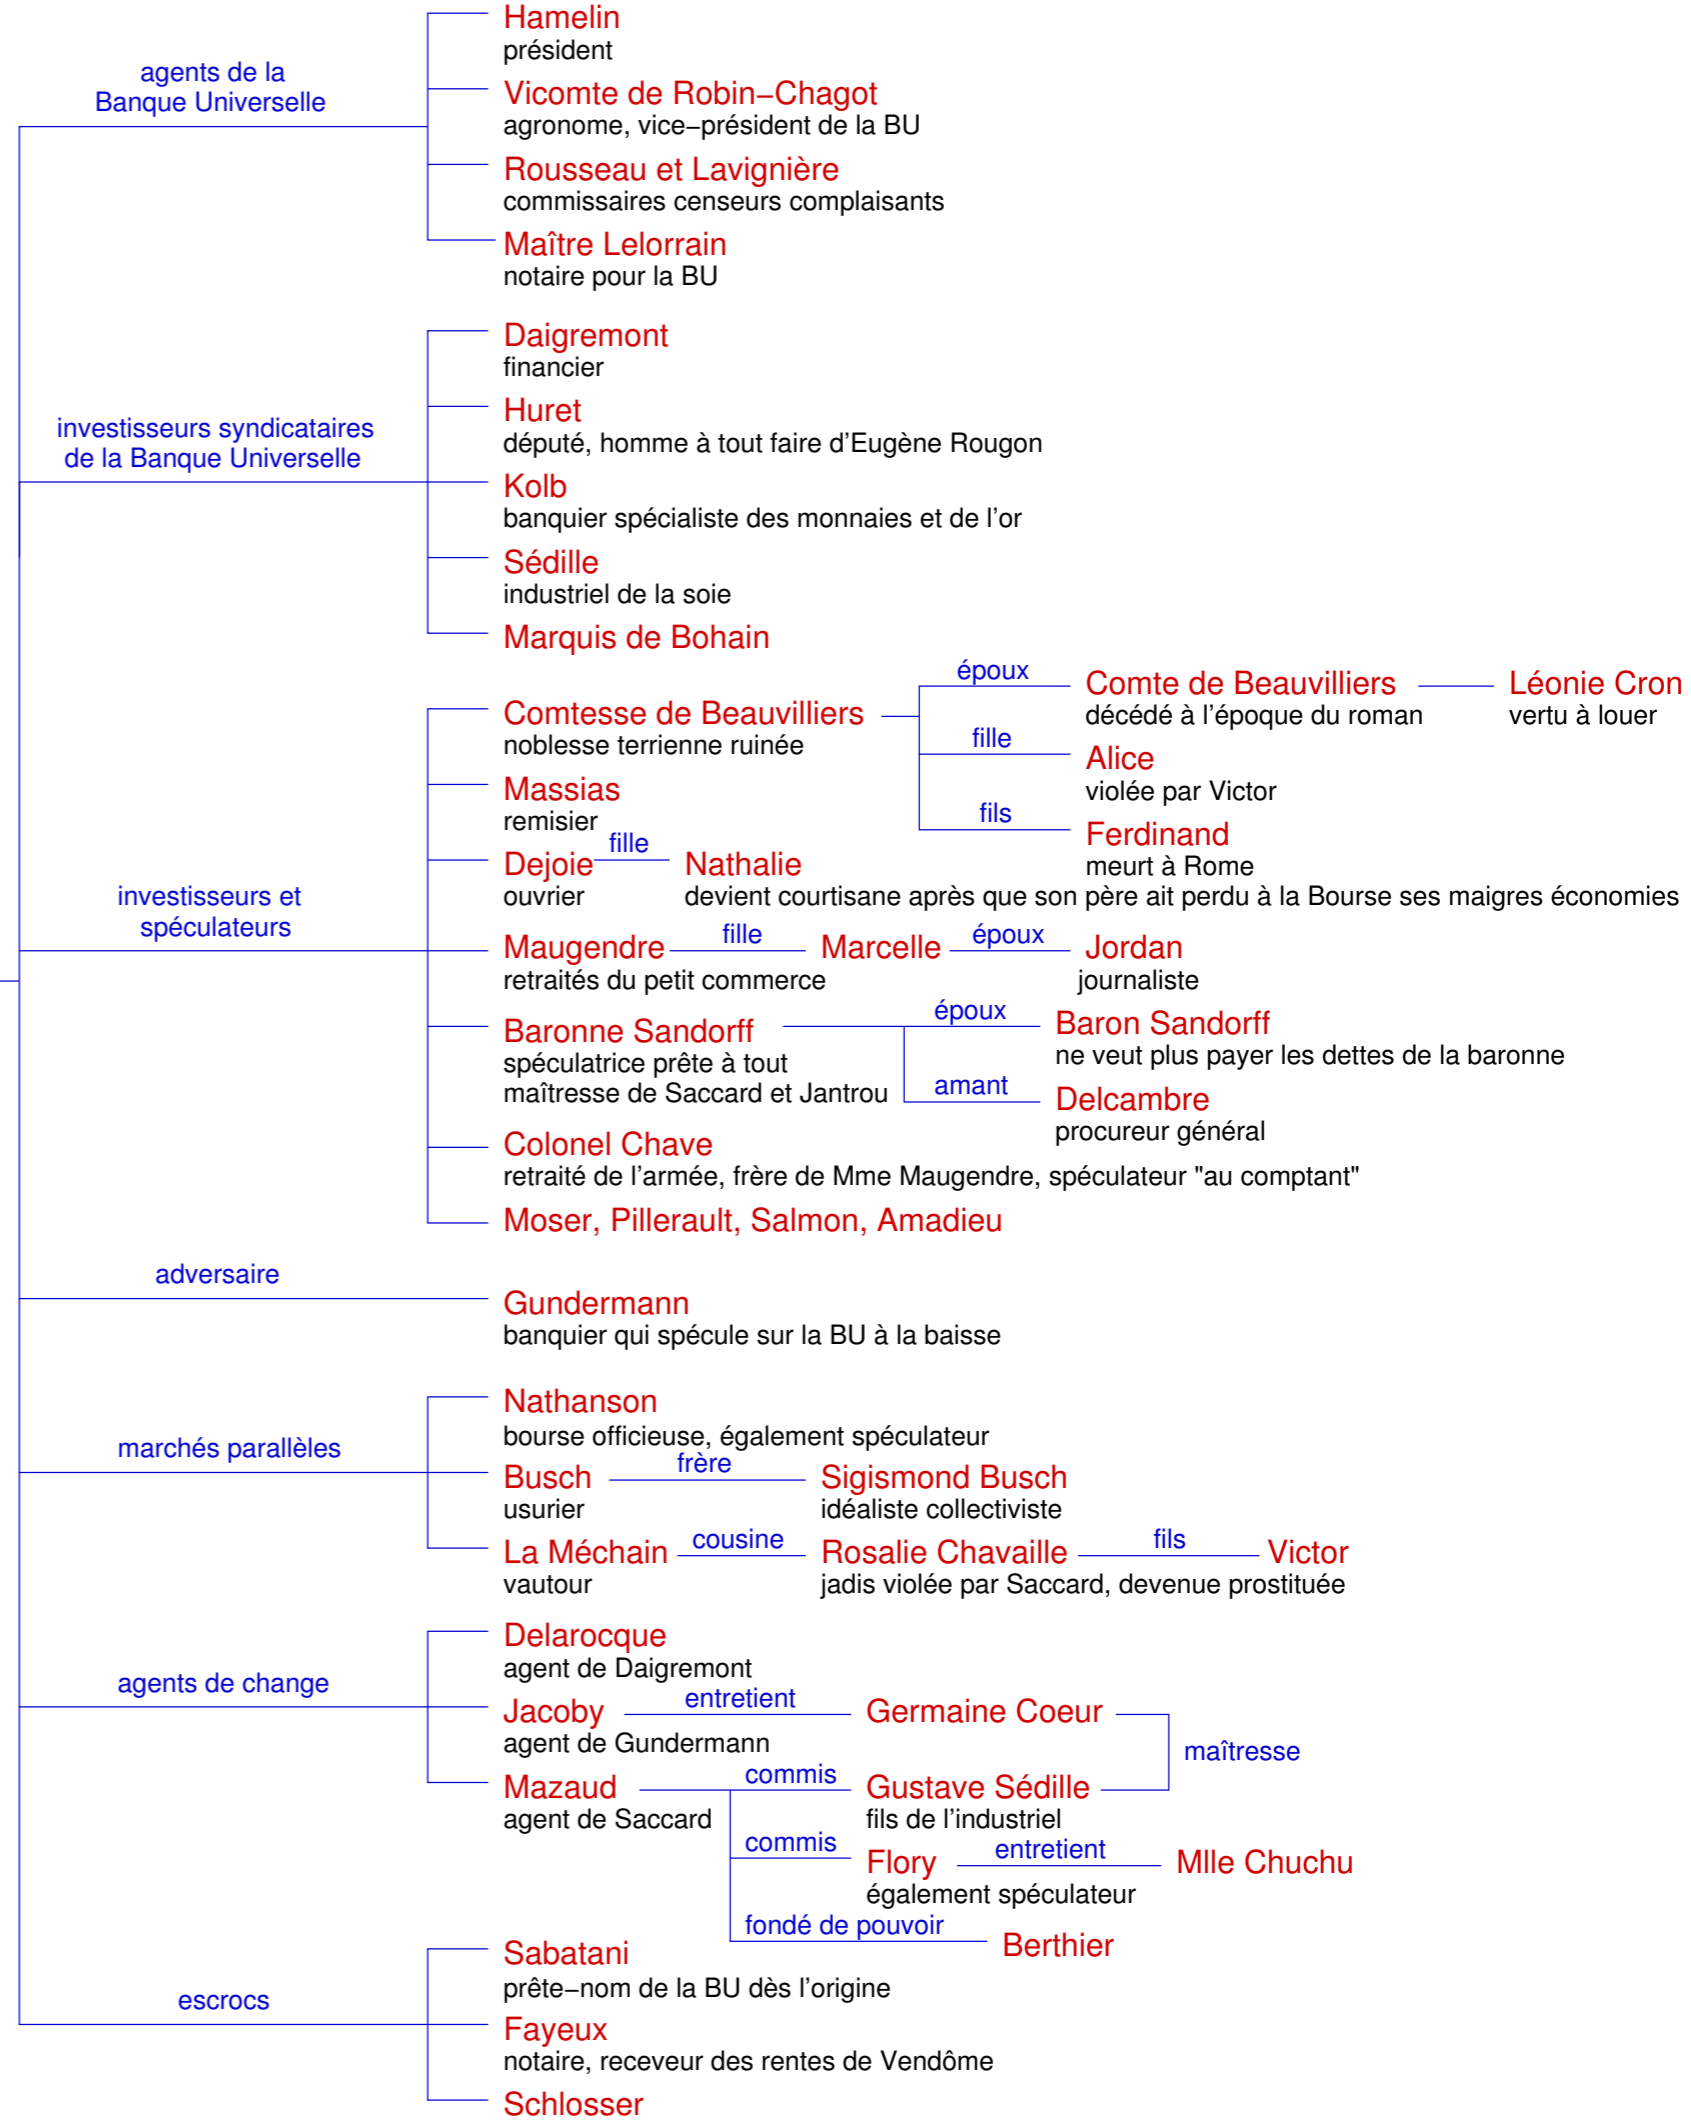 agents de la
Banque Universelle
Hamelin
président
Vicomte de Robin–Chagot
agronome, vice–président de la BU
Rousseau et Lavignière
commissaires censeurs complaisants
Maître Lelorrain
notaire pour la BU
investisseurs syndicataires
de la Banque Universelle
Daigremont
financier
Huret
député, homme à tout faire d'Eugène Rougon
Kolb
banquier spécialiste des monnaies et de l'or
Sédille
industriel de la soie
Marquis de Bohain
investisseurs et
spéculateurs
Comtesse de Beauvilliers
noblesse terrienne ruinée
époux
Comte de Beauvilliers
décédé à l'époque du roman
Léonie Cron
vertu à louer
fille
Alice
violée par Victor
fils
Ferdinand
meurt à Rome
Massias
remisier
Dejoie
ouvrier
fille
Nathalie
devient courtisane après que son père ait perdu à la Bourse ses maigres économies
Maugendre
retraités du petit commerce
fille
Marcelle
époux
Jordan
journaliste
Baronne Sandorff
spéculatrice prête à tout
maîtresse de Saccard et Jantrou
époux
Baron Sandorff
ne veut plus payer les dettes de la baronne
amant
Delcambre
procureur général
Colonel Chave
retraité de l'armée, frère de Mme Maugendre, spéculateur "au comptant"
Moser, Pillerault, Salmon, Amadieu
adversaire
Gundermann
banquier qui spécule sur la BU à la baisse
marchés parallèles
Nathanson
bourse officieuse, également spéculateur
Busch
usurier
frère
Sigismond Busch
idéaliste collectiviste
La Méchain
vautour
cousine
Rosalie Chavaille
jadis violée par Saccard, devenue prostituée
fils
Victor
agents de change
Delarocque
agent de Daigremont
Jacoby
agent de Gundermann
entretient
Germaine Coeur
maîtresse
Mazaud
agent de Saccard
commis
Gustave Sédille
fils de l'industriel
commis
Flory
également spéculateur
entretient
Mlle Chuchu
fondé de pouvoir
Berthier
escrocs
Sabatani
prête–nom de la BU dès l'origine
Fayeux
notaire, receveur des rentes de Vendôme
Schlosser